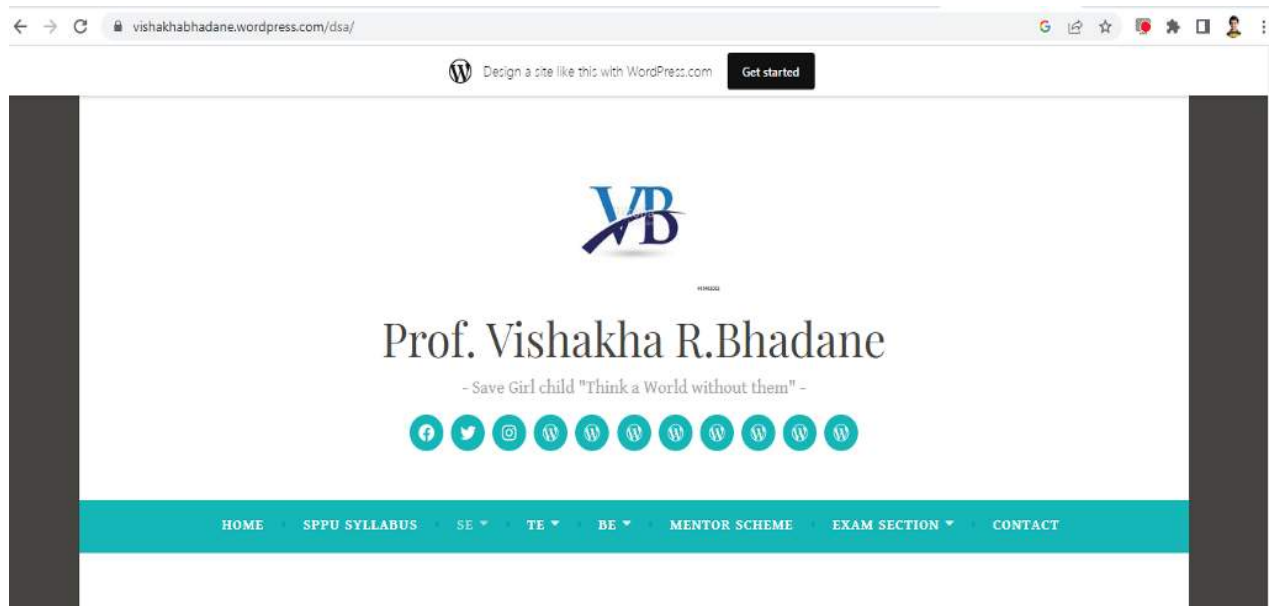 vishakhabhadane.wordpress.com/dsa/
Design a site like this with WordPress.com Get started
VB
Prof. Vishakha R.Bhadane
- Save Girl child "Think a World without them" -
HOME SPPU SYLLABUS SE TE BE MENTOR SCHEME EXAM SECTION CONTACT